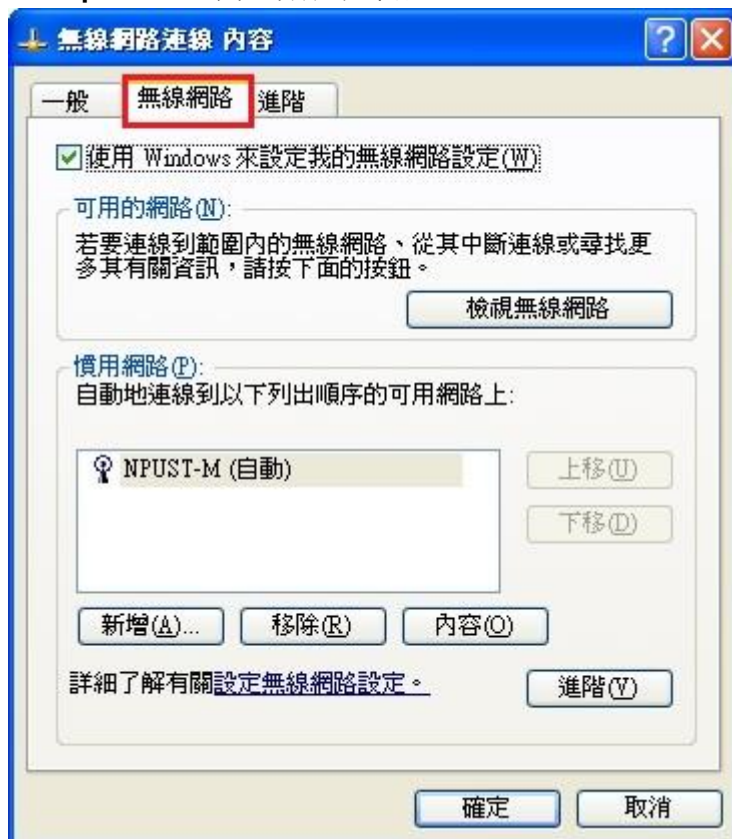 無線網路連線 內容
一般 無線網路 進階
使用 Windows 來設定我的無線網路設定(W)
可用的網路(N):
若要連線到範圍內的無線網路、從其中斷連線或尋找更
多其有關資訊，請按下面的按鈕。
檢視無線網路
慣用網路(P):
自動地連線到以下列出順序的可用網路上:
NPUST-M (自動)
上移(U)
下移(D)
新增(A)... 移除(R) 內容(O)
詳細了解有關設定無線網路設定。 進階(V)
確定 取消